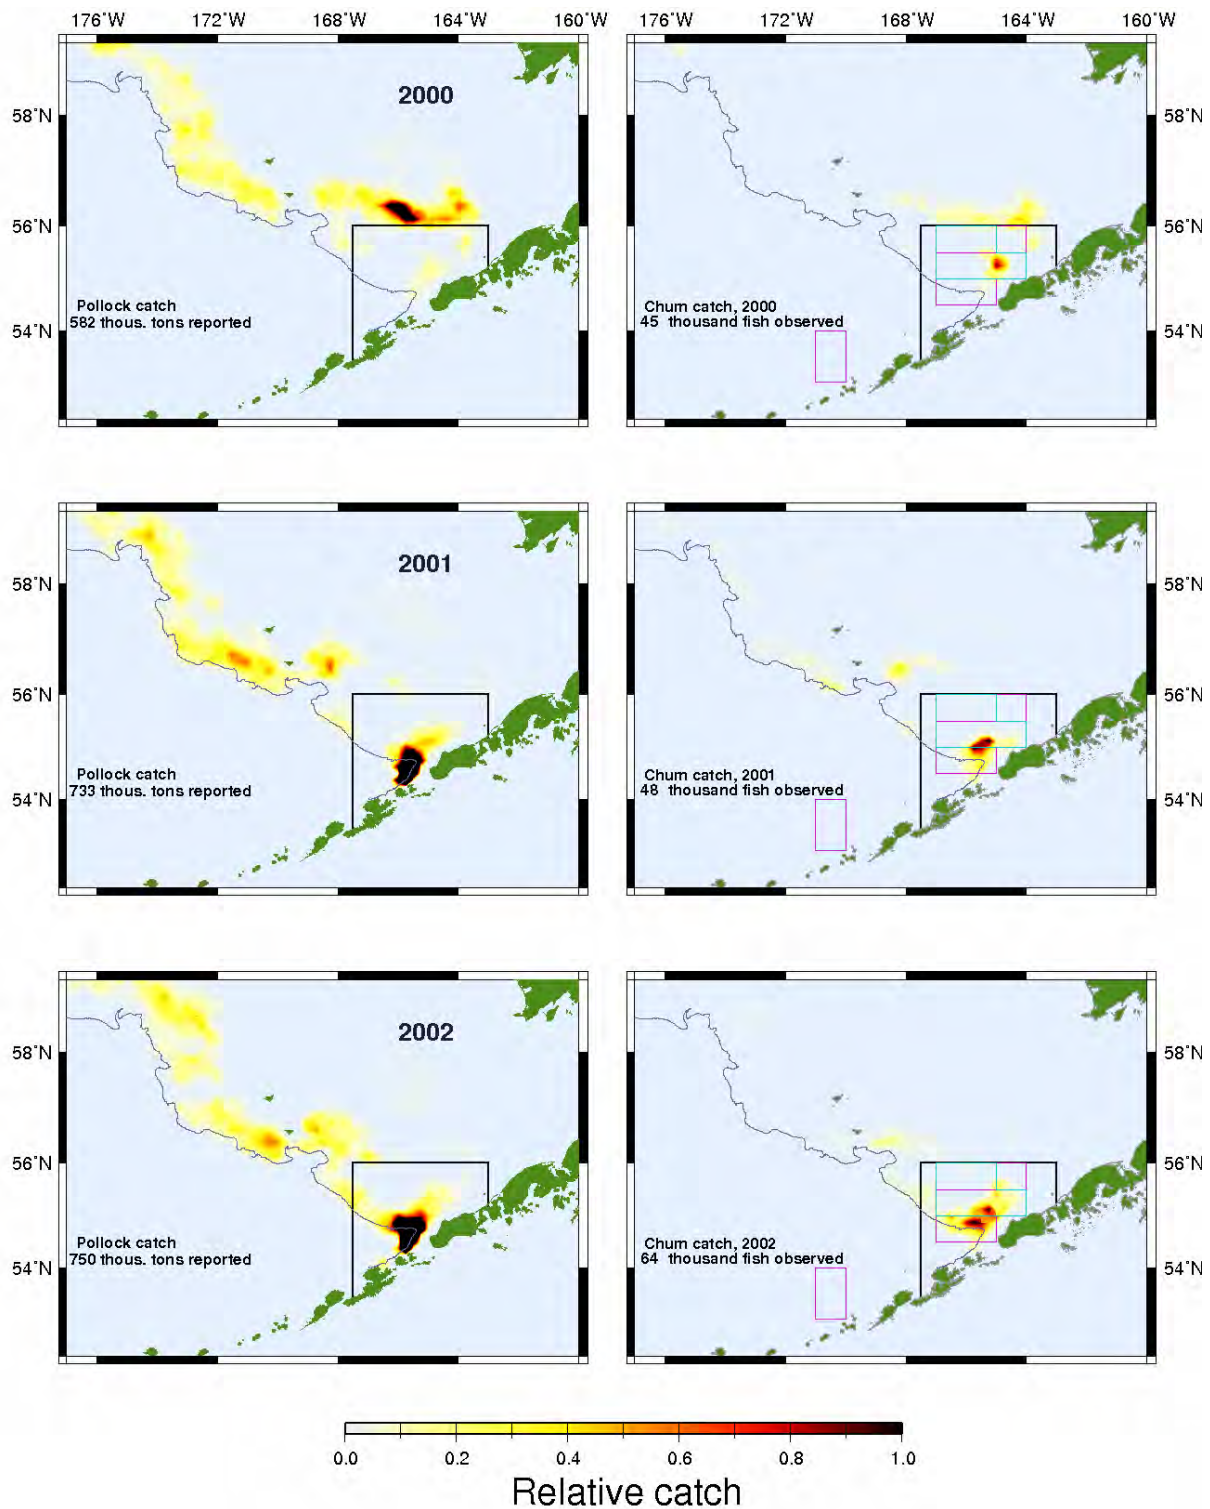 176˚W 172˚W 168˚W 164˚W 160˚W 176˚W 172˚W 168˚W 164˚W 160˚W
2000
58˚N 58˚N
56˚N 56˚N
Pollock catch
582 thous. tons reported
Chum catch, 2000
45 thousand fish observed
54˚N 54˚N
2001
58˚N 58˚N
56˚N 56˚N
Pollock catch
733 thous. tons reported
Chum catch, 2001
48 thousand fish observed
54˚N 54˚N
2002
58˚N 58˚N
56˚N 56˚N
Pollock catch
750 thous. tons reported
Chum catch, 2002
64 thousand fish observed
54˚N 54˚N
0.0 0.2 0.4 0.6 0.8 1.0
Relative catch